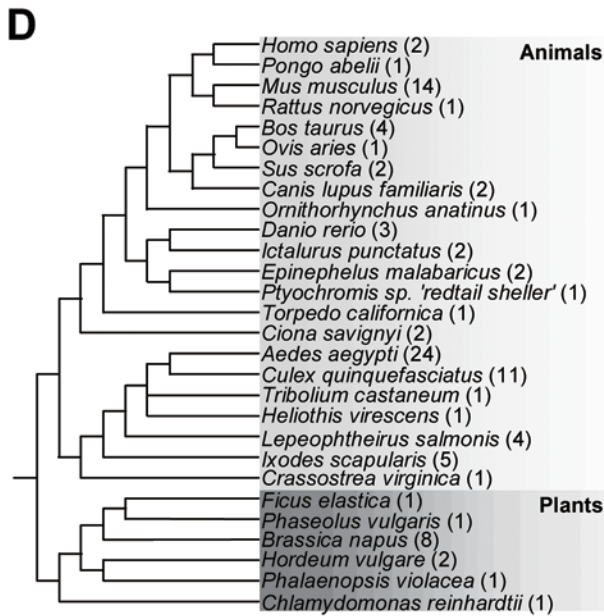 D
Homo sapiens (2) Animals
Pongo abelii (1)
Mus musculus (14)
Rattus norvegicus (1)
Bos taurus (4)
Ovis aries (1)
Sus scrofa (2)
Canis lupus familiaris (2)
Ornithorhynchus anatinus (1)
Danio rerio (3)
Ictalurus punctatus (2)
Epinephelus malabaricus (2)
Ptyochromis sp. 'redtail sheller' (1)
Torpedo californica (1)
Ciona savignyi (2)
Aedes aegypti (24)
Culex quinquefasciatus (11)
Tribolium castaneum (1)
Heliothis virescens (1)
Lepeophtheirus salmonis (4)
Ixodes scapularis (5)
Crassostrea virginica (1)
Ficus elastica (1) Plants
Phaseolus vulgaris (1)
Brassica napus (8)
Hordeum vulgare (2)
Phalaenopsis violacea (1)
Chlamydomonas reinhardtii (1)